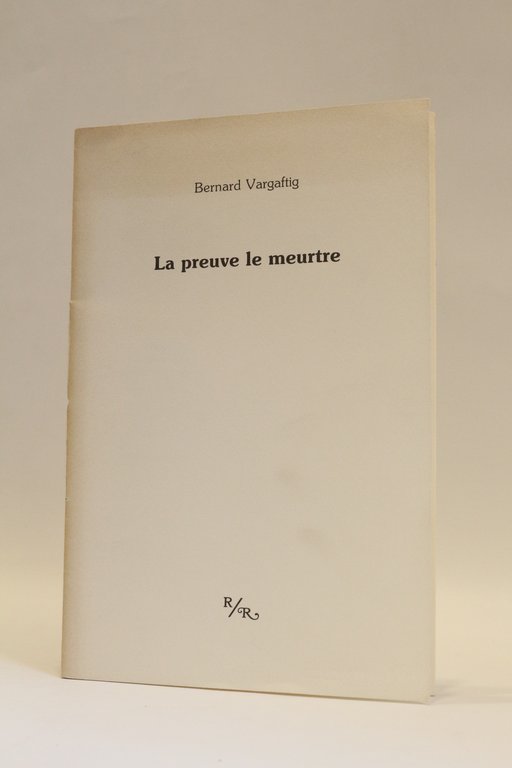 Bernard Vargaftig
La preuve le meurtre
R/R